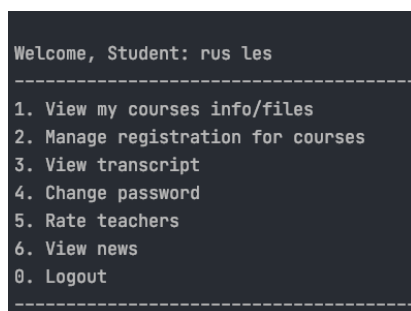 Welcome, Student: rus les
----------------------------------------
1. View my courses info/files
2. Manage registration for courses
3. View transcript
4. Change password
5. Rate teachers
6. View news
0. Logout
----------------------------------------